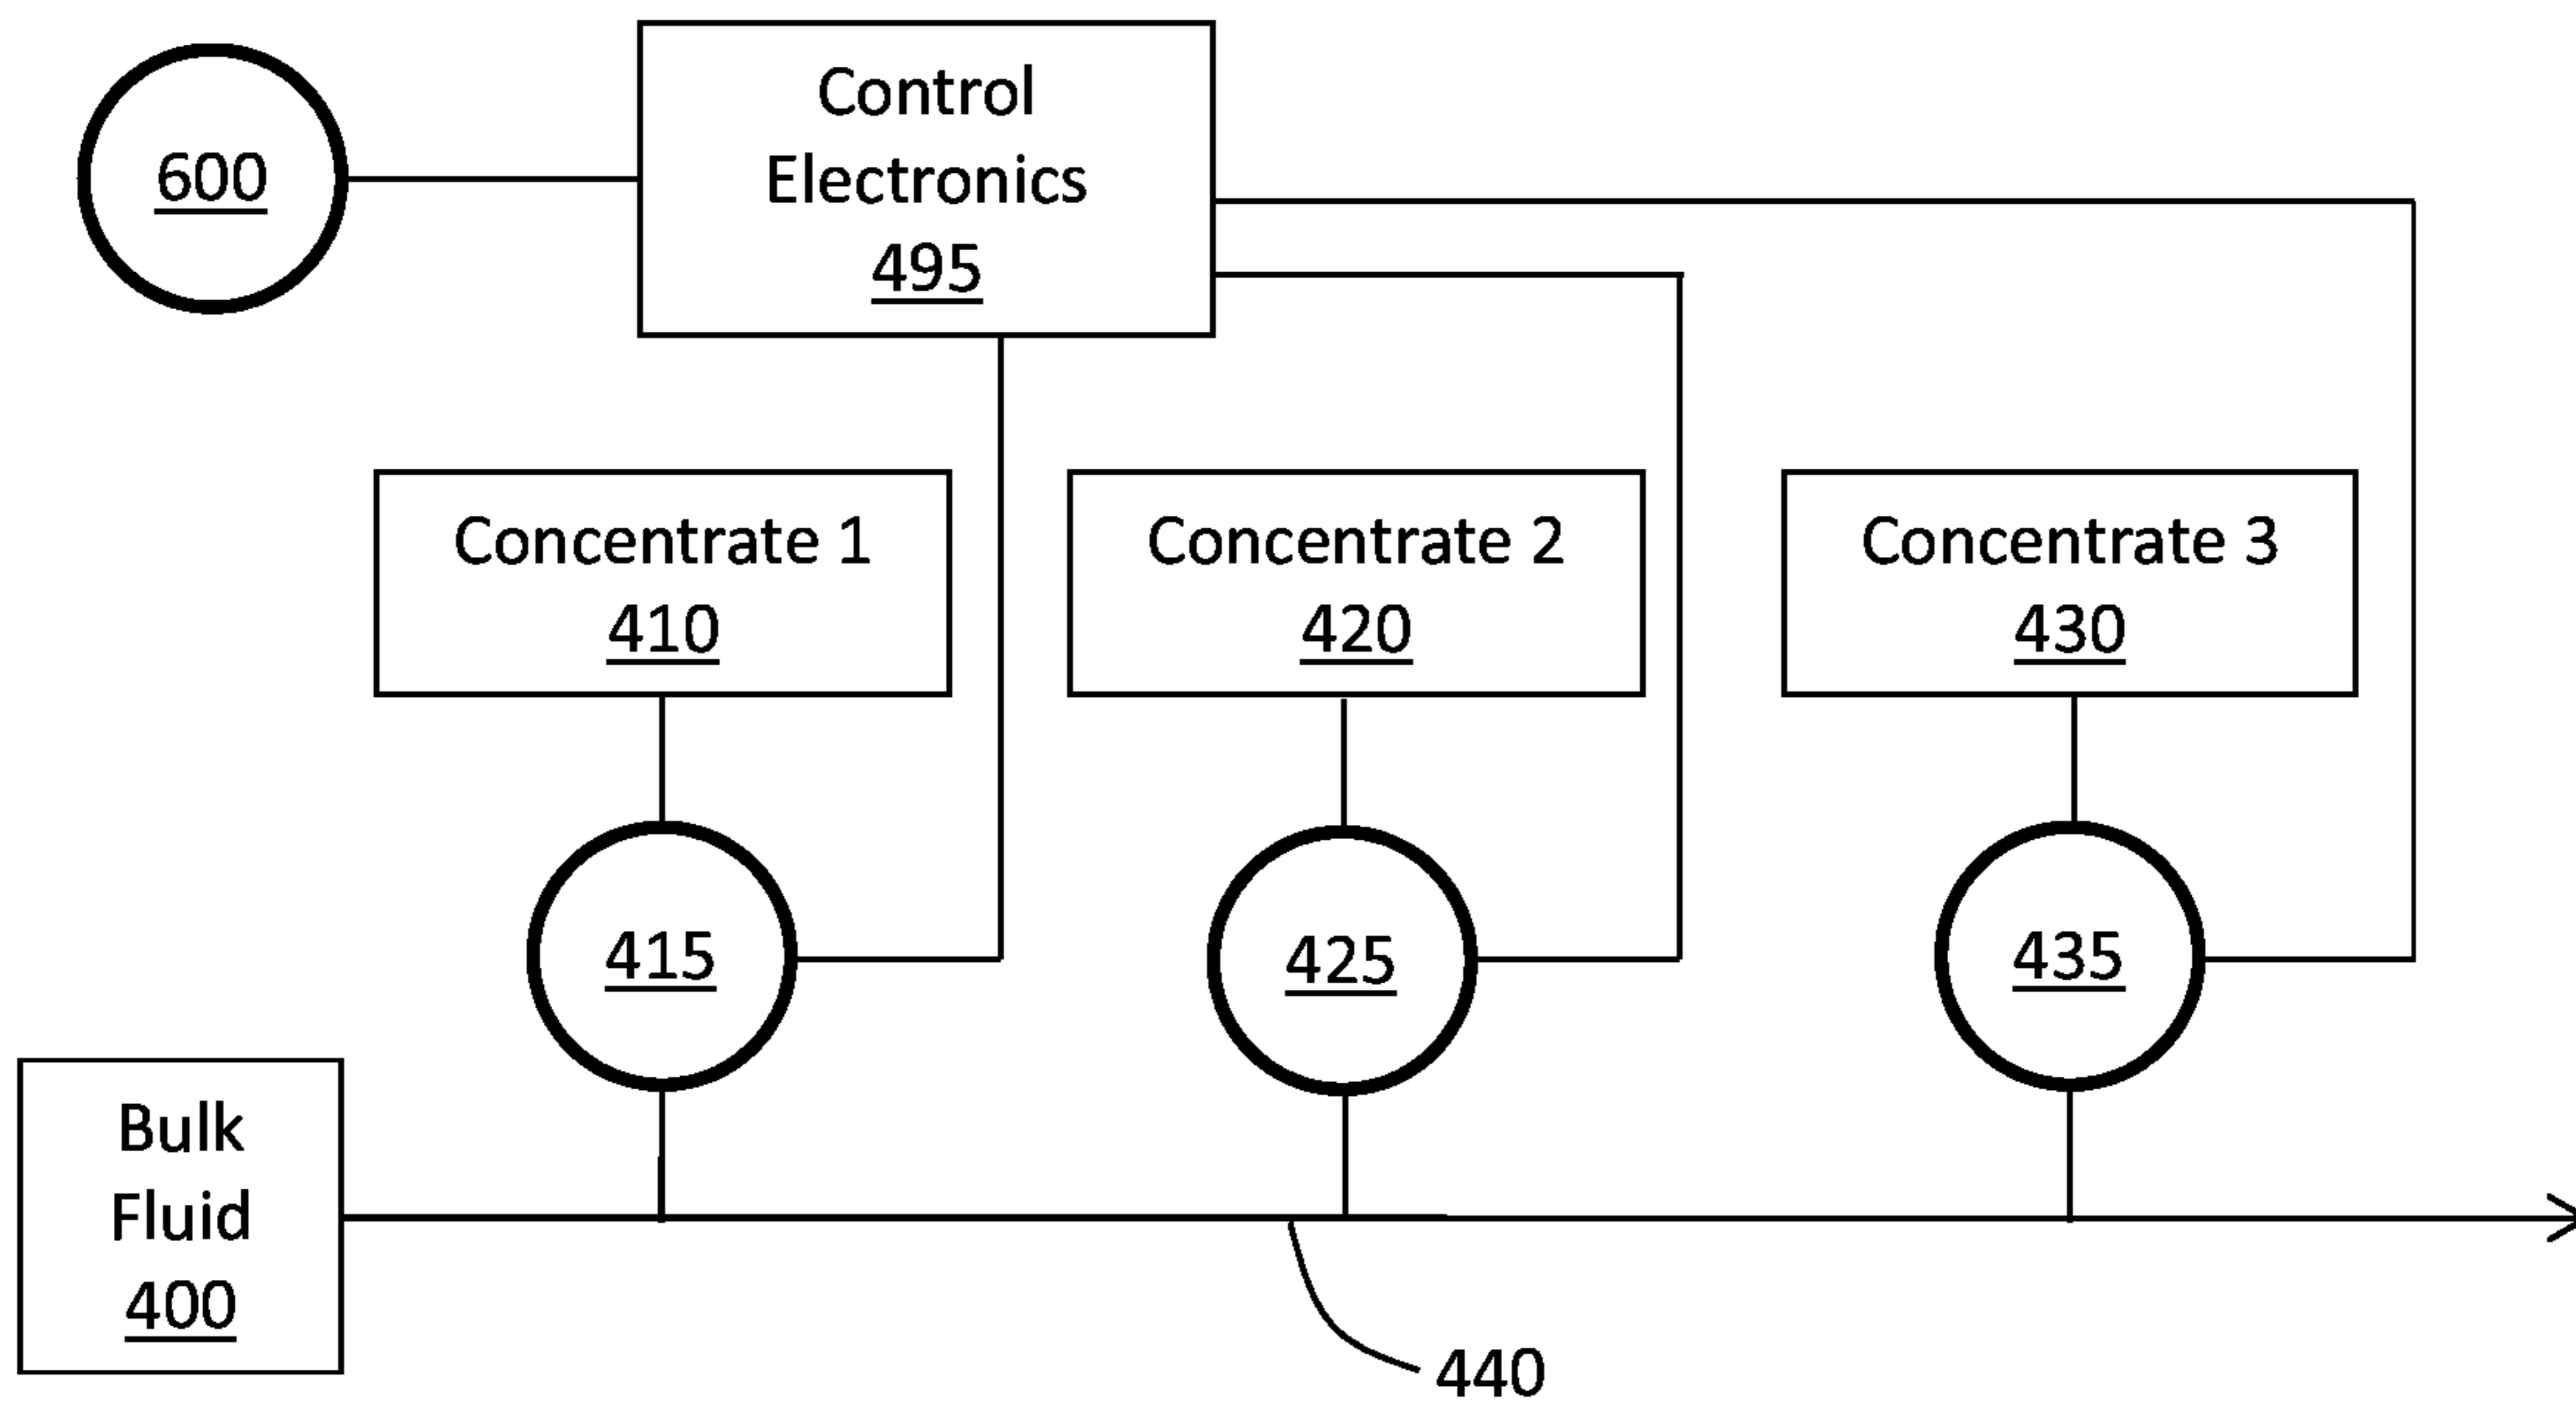 600
Control
Electronics
495
Concentrate 1
410
Concentrate 2
420
Concentrate 3
430
415
425
435
Bulk
Fluid
400
440